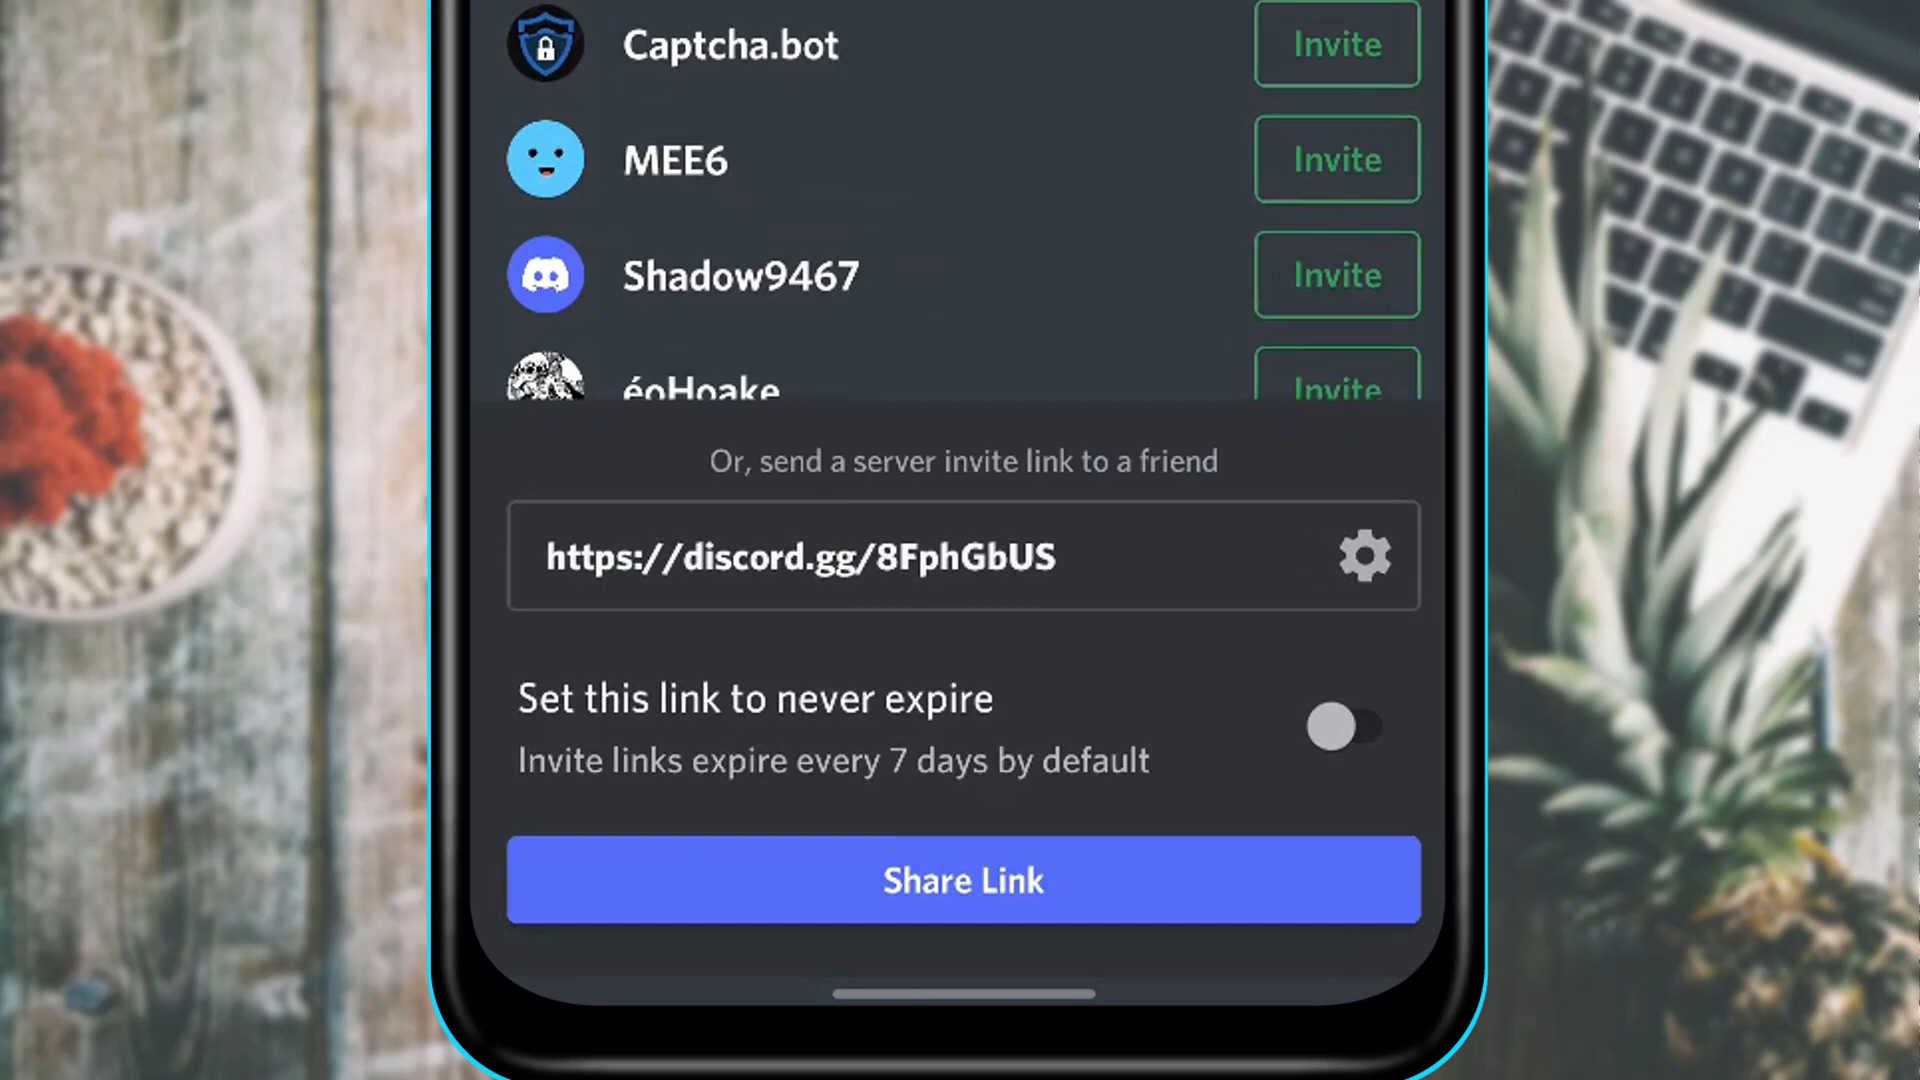 Captcha.bot Invite
MEE6 Invite
Shadow9467 Invite
éoHoake Invite
Or, send a server invite link to a friend
https://discord.gg/8FphGbUS
Set this link to never expire
Invite links expire every 7 days by default
Share Link